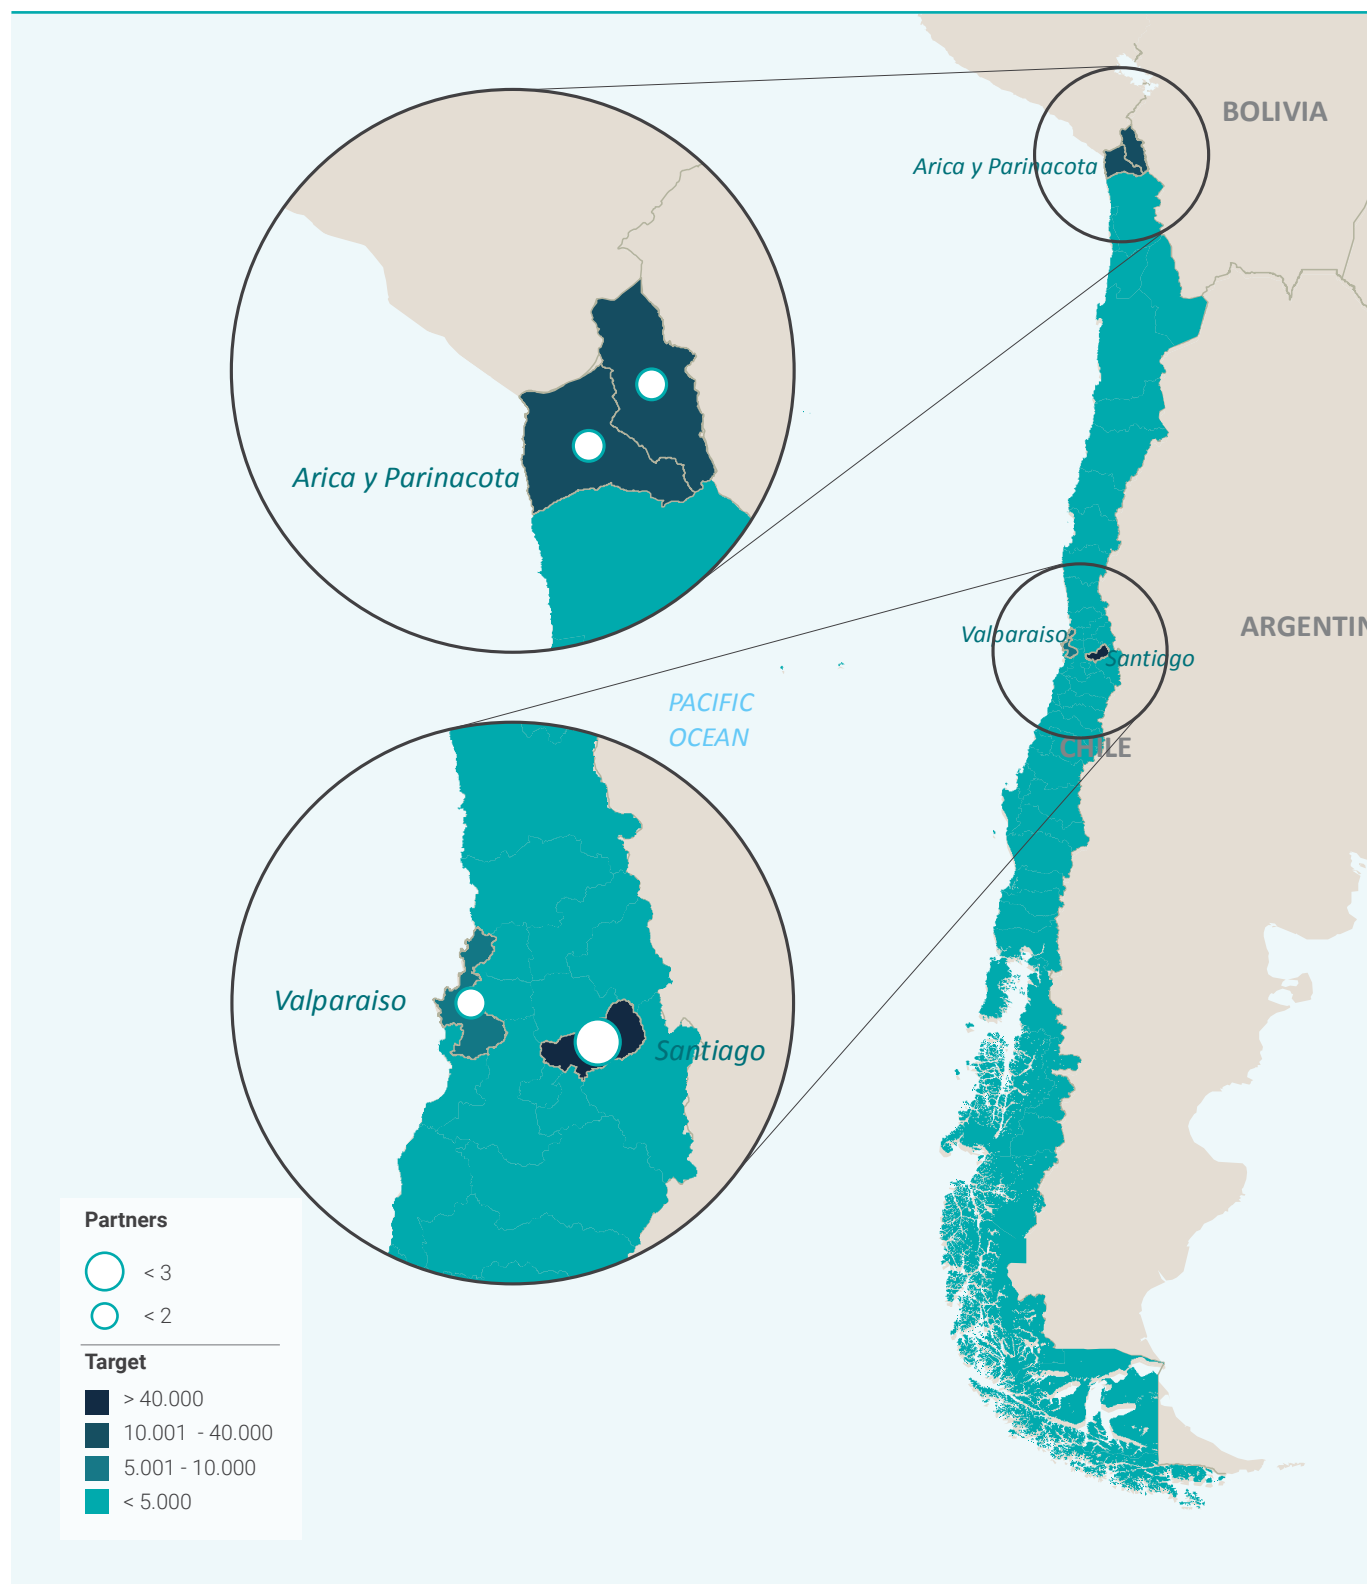 BOLIVIA
Arica y Parinacota
Arica y Parinacota
ARGENTIN
Valparaiso
Santiago
PACIFIC
OCEAN
CHILE
Valparaiso
Santiago
Partners
< 3
< 2
Target
> 40.000
10.001 - 40.000
5.001 - 10.000
< 5.000